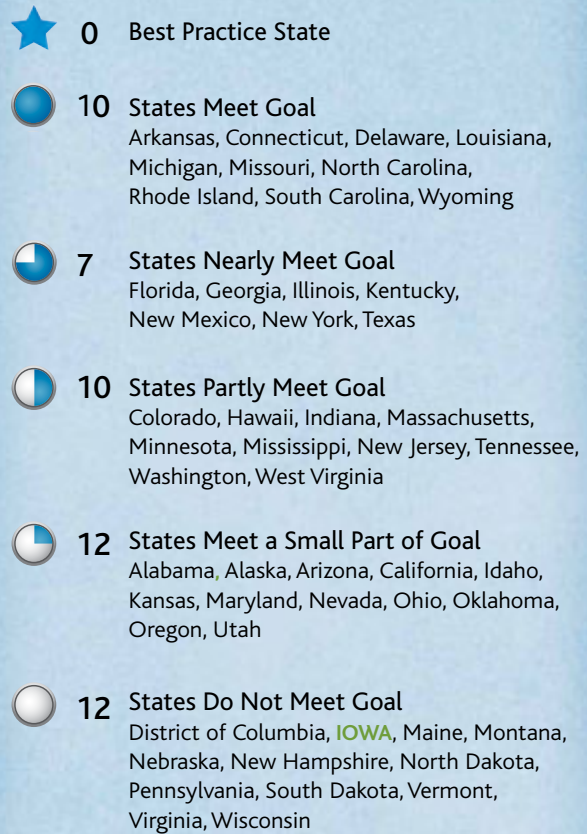 0 Best Practice State
10 States Meet Goal
Arkansas, Connecticut, Delaware, Louisiana,
Michigan, Missouri, North Carolina,
Rhode Island, South Carolina, Wyoming
7 States Nearly Meet Goal
Florida, Georgia, Illinois, Kentucky,
New Mexico, New York, Texas
10 States Partly Meet Goal
Colorado, Hawaii, Indiana, Massachusetts,
Minnesota, Mississippi, New Jersey, Tennessee,
Washington, West Virginia
12 States Meet a Small Part of Goal
Alabama, Alaska, Arizona, California, Idaho,
Kansas, Maryland, Nevada, Ohio, Oklahoma,
Oregon, Utah
12 States Do Not Meet Goal
District of Columbia, IOWA, Maine, Montana,
Nebraska, New Hampshire, North Dakota,
Pennsylvania, South Dakota, Vermont,
Virginia, Wisconsin